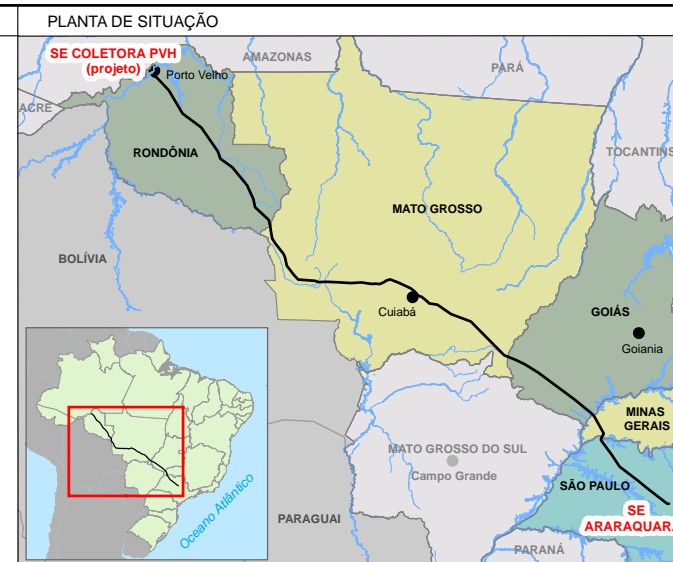 PLANTA DE SITUAÇÃO
SE COLETORA PVH
(projeto)
Porto Velho
AMAZONAS
PARÁ
ACRE
TOCANTINS
RONDÔNIA
MATO GROSSO
BOLÍVIA
Cuiabá
GOIÁS
Goiania
MINAS
GERAIS
MATO GROSSO DO SUL
Campo Grande
SÃO PAULO
SE
ARARAQUARA
PARAGUAI
PARANÁ
Oceano Atlântico